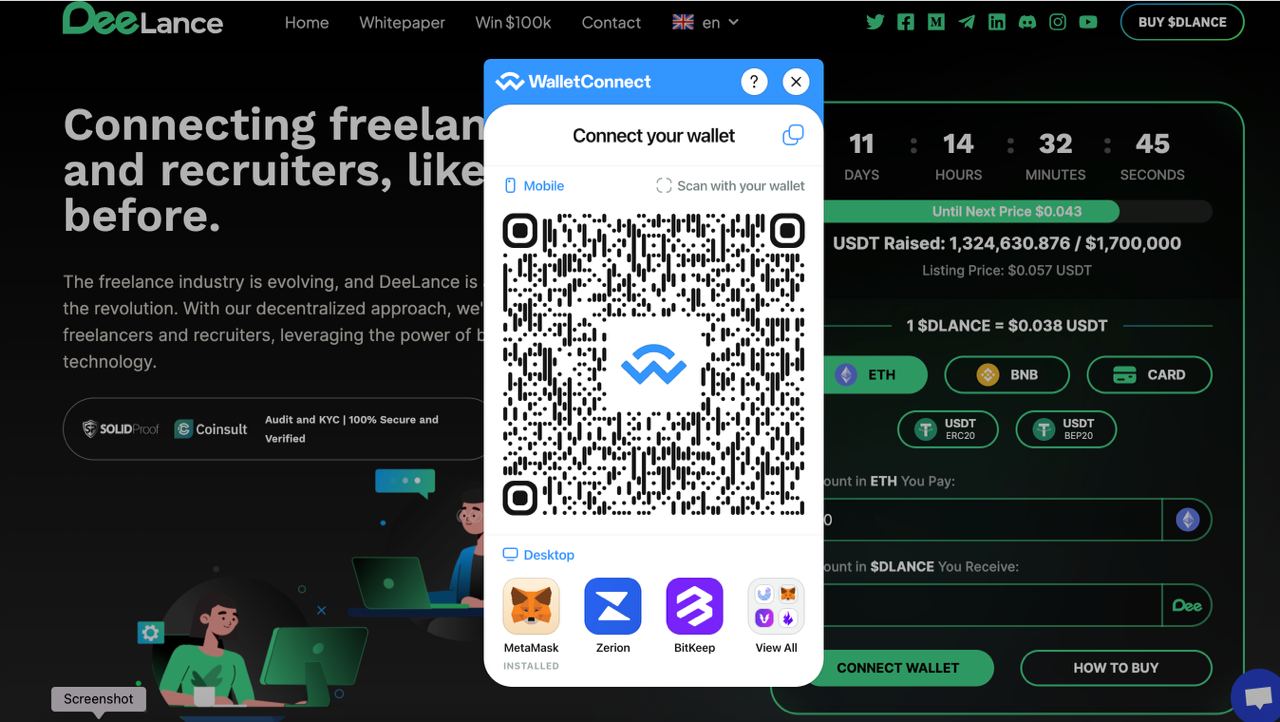 DeeLance
Home
Whitepaper
Win $100k
Contact
en
BUY $DLANCE
Connecting freelan
and recruiters, like
before.
The freelance industry is evolving, and DeeLance is
the revolution. With our decentralized approach, we'
freelancers and recruiters, leveraging the power of b
technology.
SOLIDProof
Coinsult
Audit and KYC | 100% Secure and
Verified
Screenshot
WalletConnect
?
Connect your wallet
Mobile
Scan with your wallet
Desktop
MetaMask
INSTALLED
Zerion
BitKeep
View All
11 : 14 : 32 : 45
DAYS HOURS MINUTES SECONDS
Until Next Price $0.043
USDT Raised: 1,324,630.876 / $1,700,000
Listing Price: $0.057 USDT
1 $DLANCE = $0.038 USDT
ETH
BNB
CARD
USDT
ERC20
USDT
BEP20
ount in ETH You Pay:
0
ount in $DLANCE You Receive:
Dee
CONNECT WALLET
HOW TO BUY